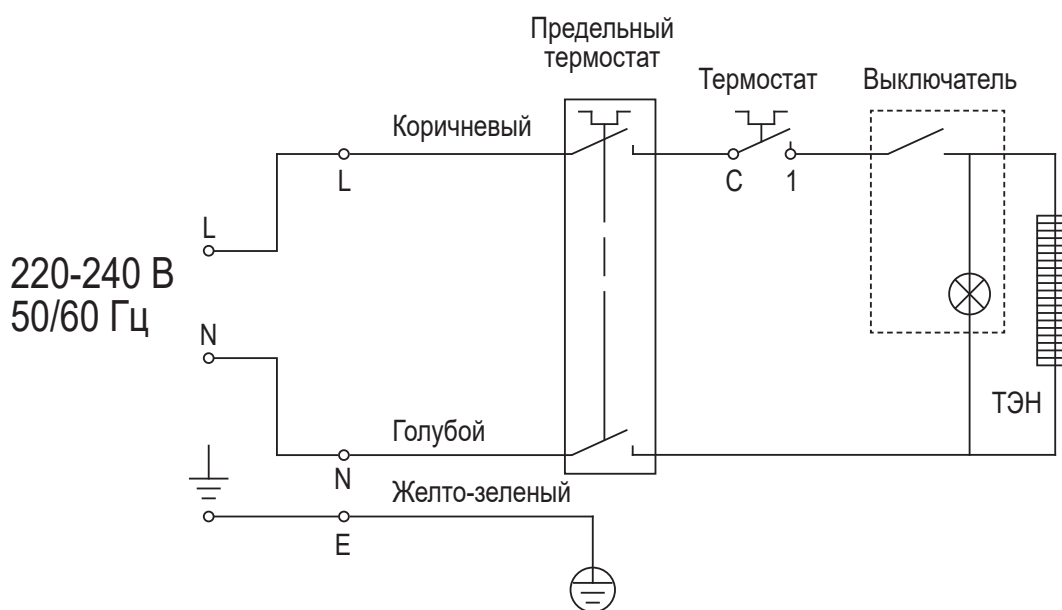 Предельный
термостат
Термостат
Выключатель
Коричневый
L
C
1
L
220-240 В
50/60 Гц
N
ТЭН
Голубой
N
Желто-зеленый
E